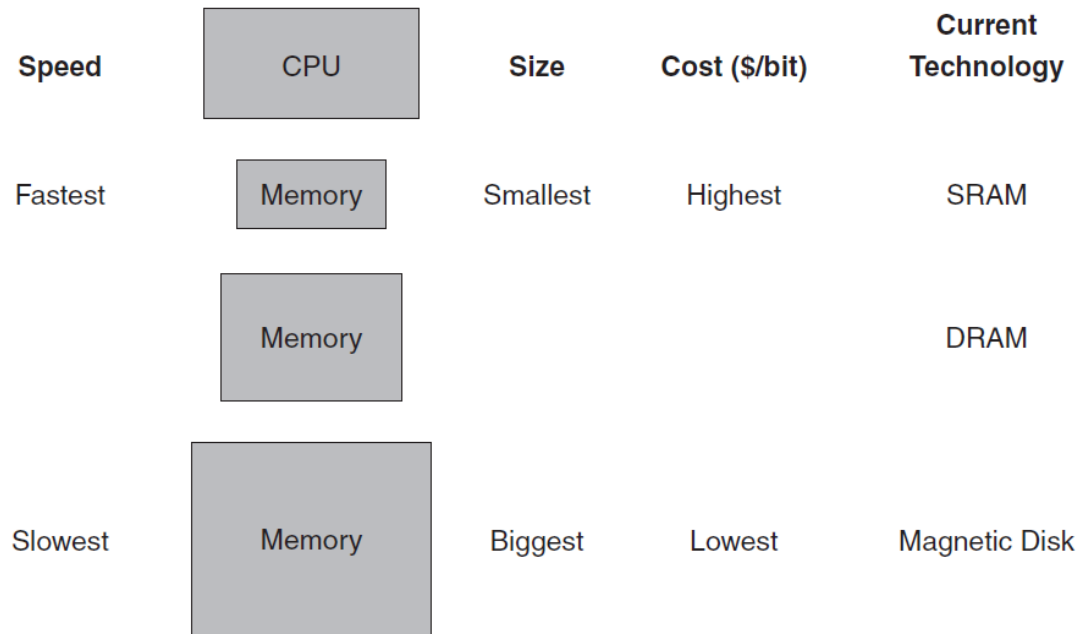 Speed CPU Size Cost ($/bit) Current
Technology
Fastest Memory Smallest Highest SRAM
Memory DRAM
Slowest Memory Biggest Lowest Magnetic Disk